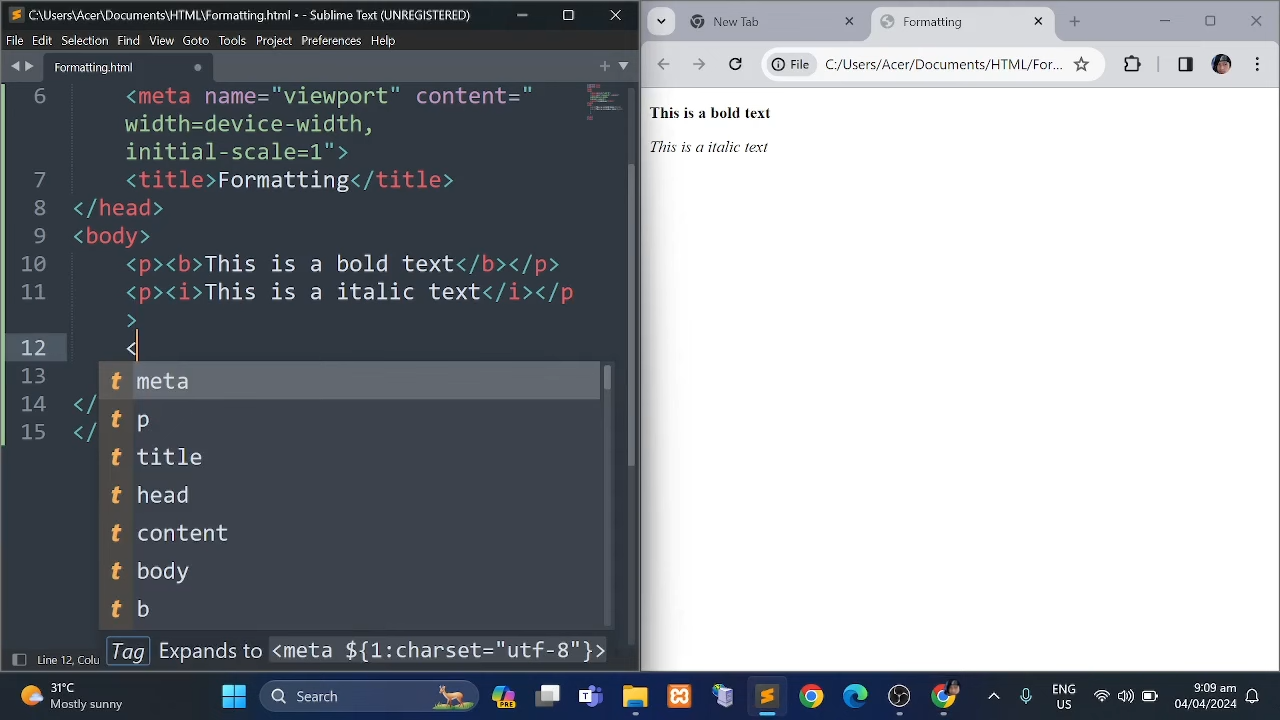 C:\Users\Acer\Documents\HTML\Formatting.html • - Sublime Text (UNREGISTERED)
File Edit Selection Find View Goto Tools Project Preferences Help
Formatting.html
6 <meta name="viewport" content="
width=device-width,
initial-scale=1">
7 <title>Formatting</title>
8 </head>
9 <body>
10 <p><b>This is a bold text</b></p>
11 <p><i>This is a italic text</i></p
>
12 <
13
14 </
15 </
t meta
t p
t title
t head
t content
t body
t b
Tag Expands to <meta ${1:charset="utf-8"}>
Line 12, Colu
New Tab
Formatting
File C:/Users/Acer/Documents/HTML/For...
This is a bold text
This is a italic text
31°C
Mostly sunny
Search
PRE
ENG
US
9:09 am
04/04/2024